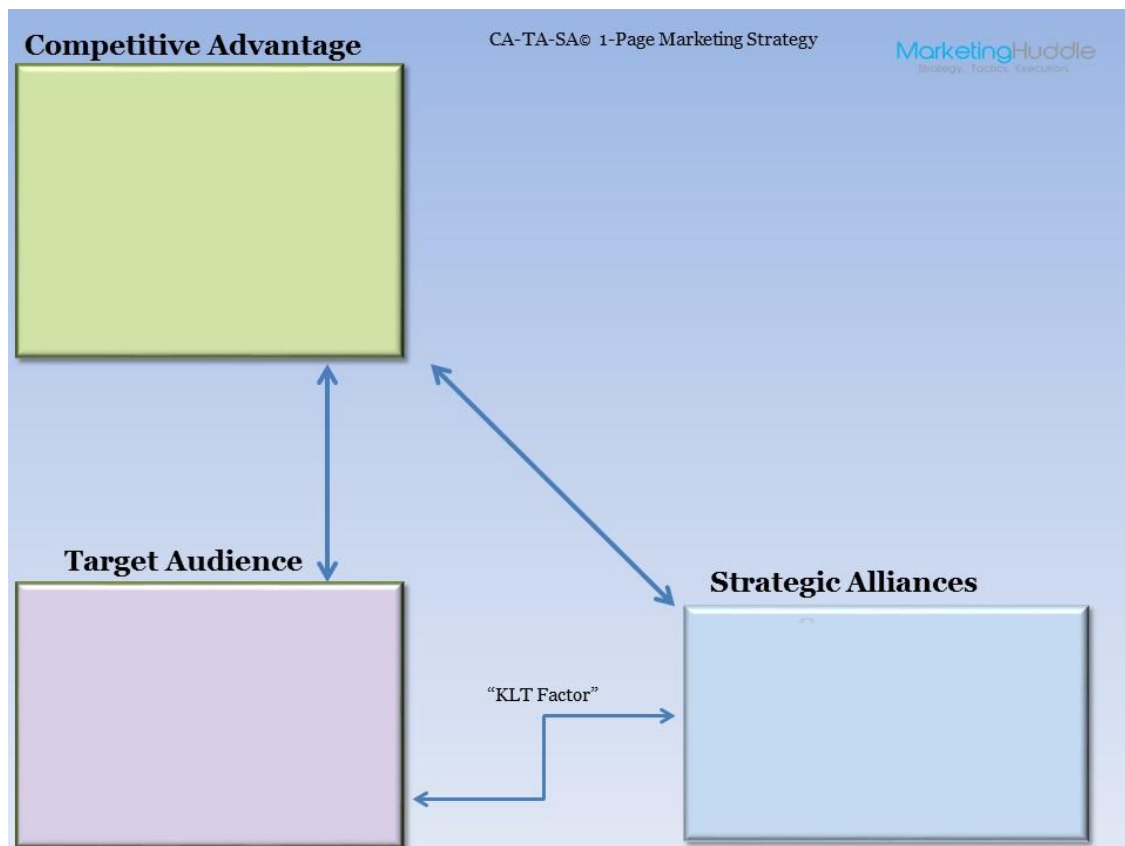 Competitive Advantage
CA-TA-SA© 1-Page Marketing Strategy
MarketingHuddle
Strategy. Tactics. Execution.
Target Audience
Strategic Alliances
“KLT Factor”